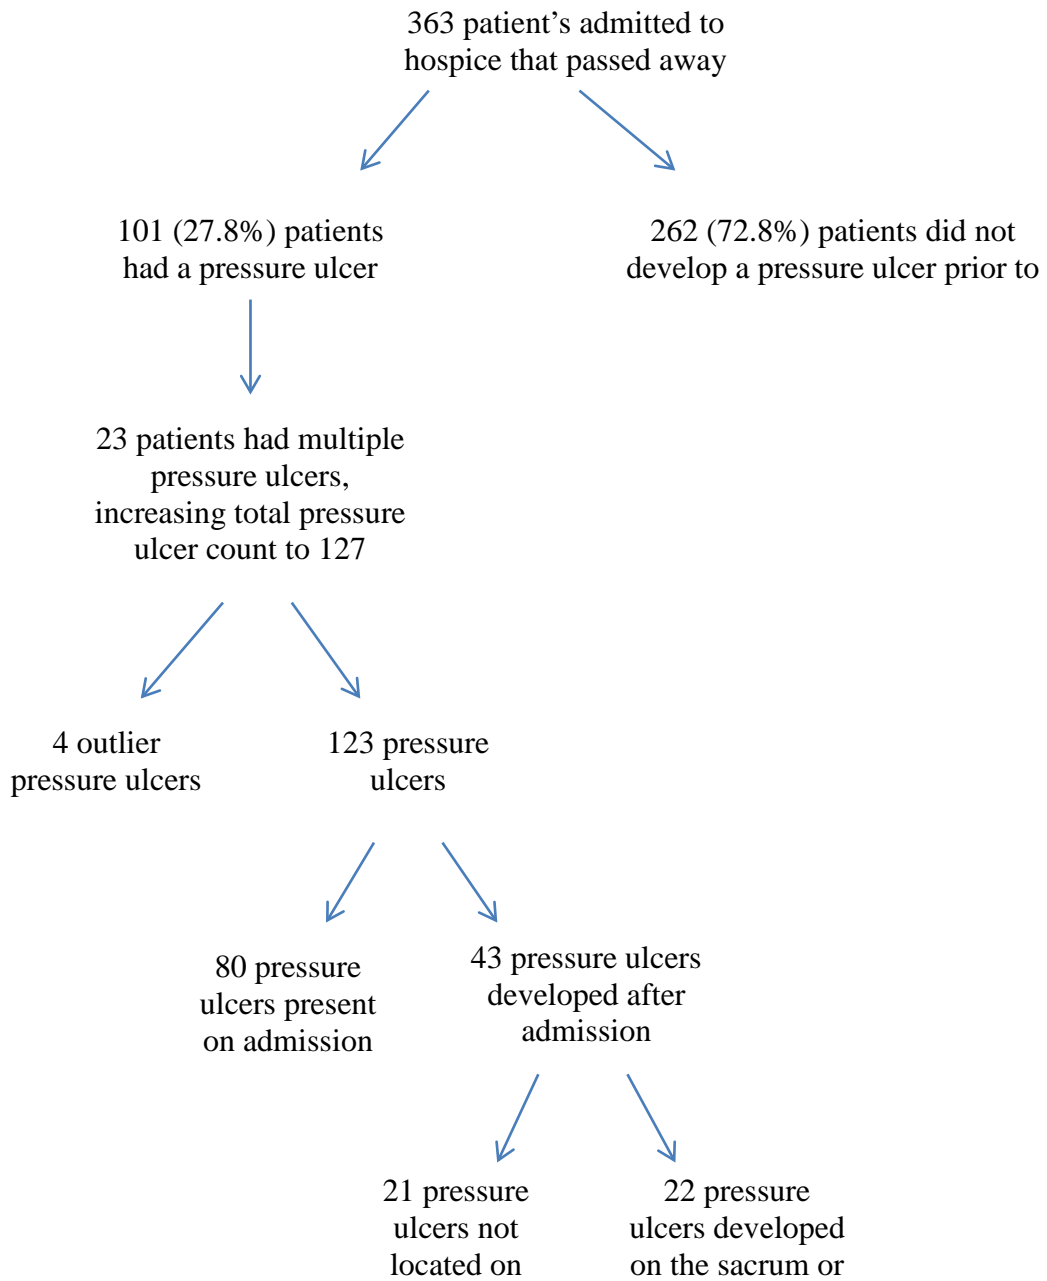 363 patient’s admitted to
hospice that passed away
101 (27.8%) patients
had a pressure ulcer
262 (72.8%) patients did not
develop a pressure ulcer prior to
23 patients had multiple
pressure ulcers,
increasing total pressure
ulcer count to 127
4 outlier
pressure ulcers
123 pressure
ulcers
80 pressure
ulcers present
on admission
43 pressure ulcers
developed after
admission
21 pressure
ulcers not
located on
22 pressure
ulcers developed
on the sacrum or